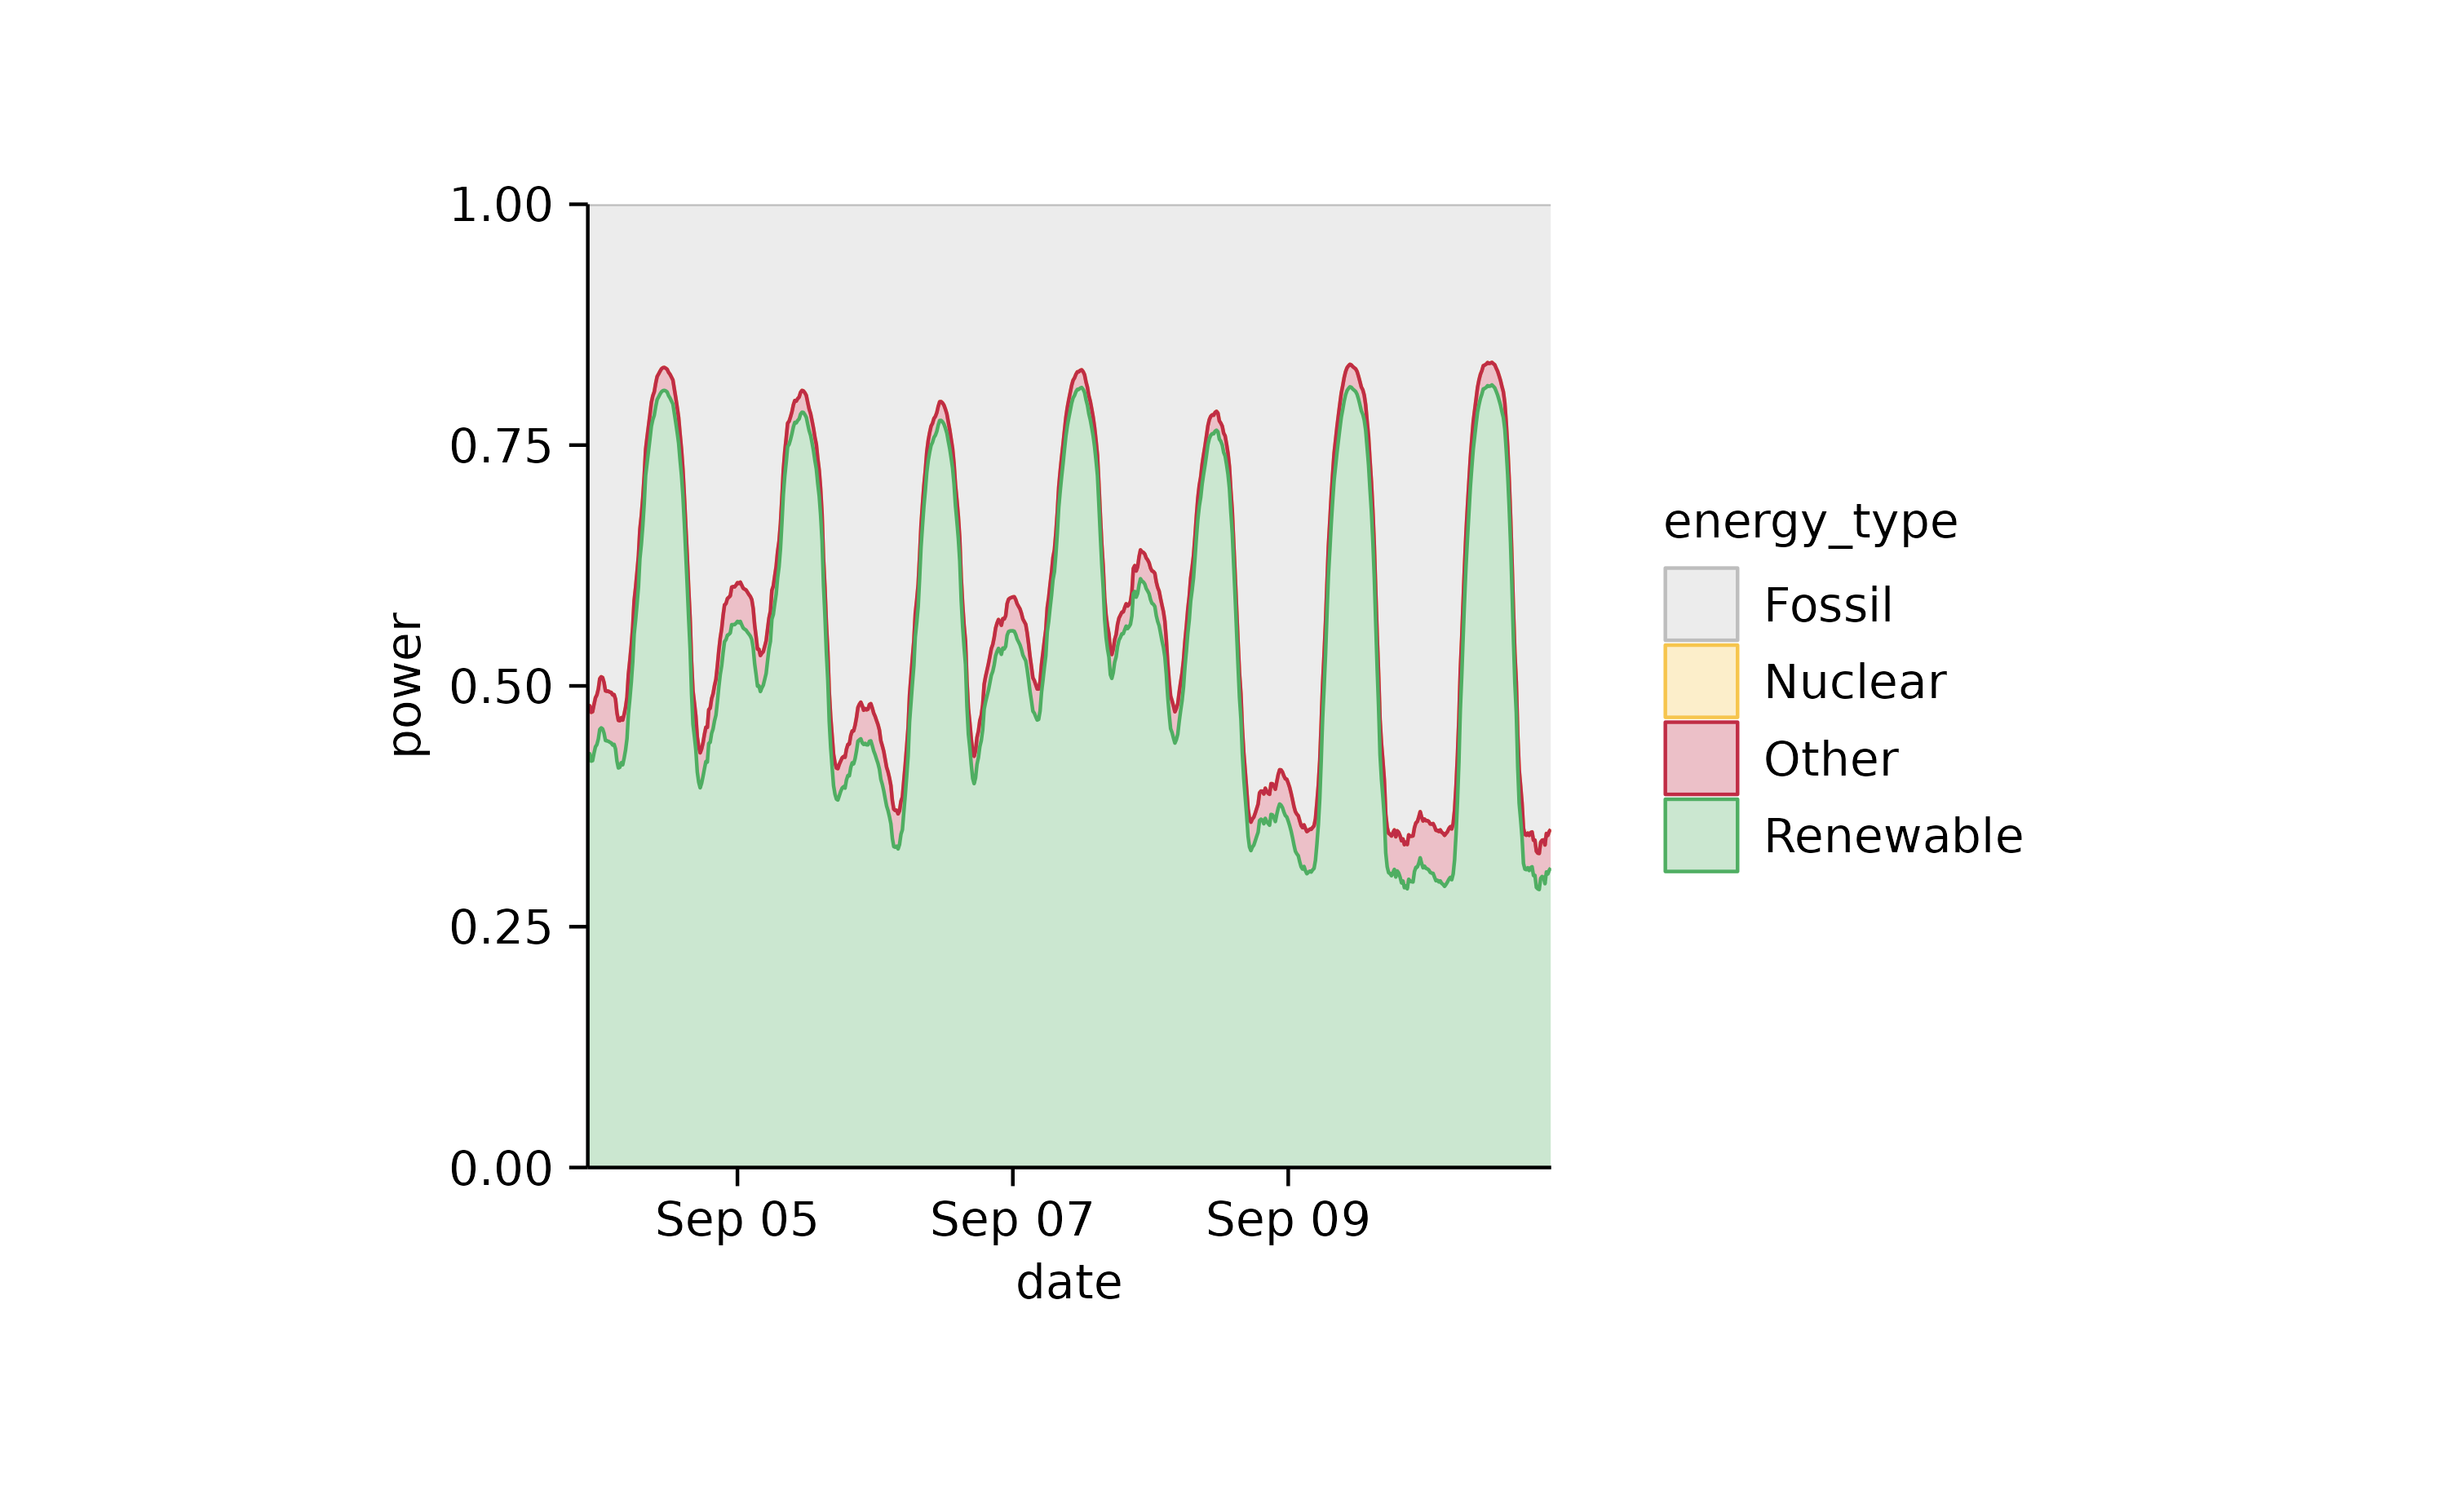 power
1.00
0.75
0.50
0.25
0.00
Sep 05 Sep 07 Sep 09
date
energy_type
Fossil
Nuclear
Other
Renewable